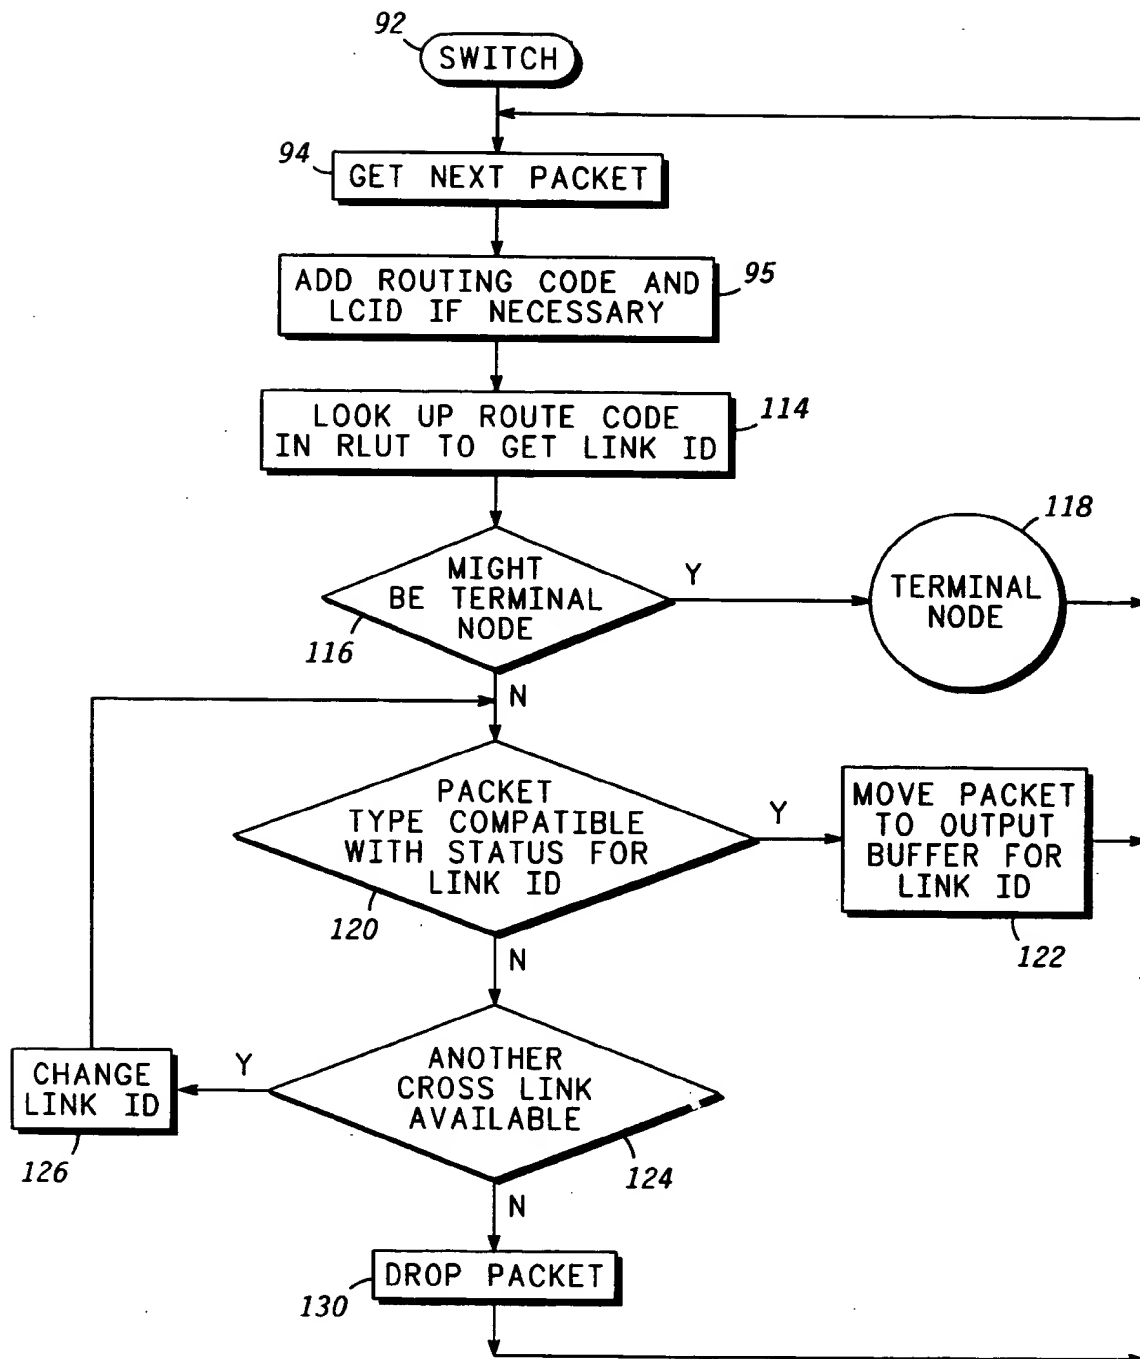 92
SWITCH
94
GET NEXT PACKET
ADD ROUTING CODE AND
LCID IF NECESSARY
95
LOOK UP ROUTE CODE
IN RLUT TO GET LINK ID
114
MIGHT
BE TERMINAL
NODE
116
Y
N
TERMINAL
NODE
118
PACKET
TYPE COMPATIBLE
WITH STATUS FOR
LINK ID
120
Y
N
MOVE PACKET
TO OUTPUT
BUFFER FOR
LINK ID
122
ANOTHER
CROSS LINK
AVAILABLE
124
Y
N
CHANGE
LINK ID
126
DROP PACKET
130